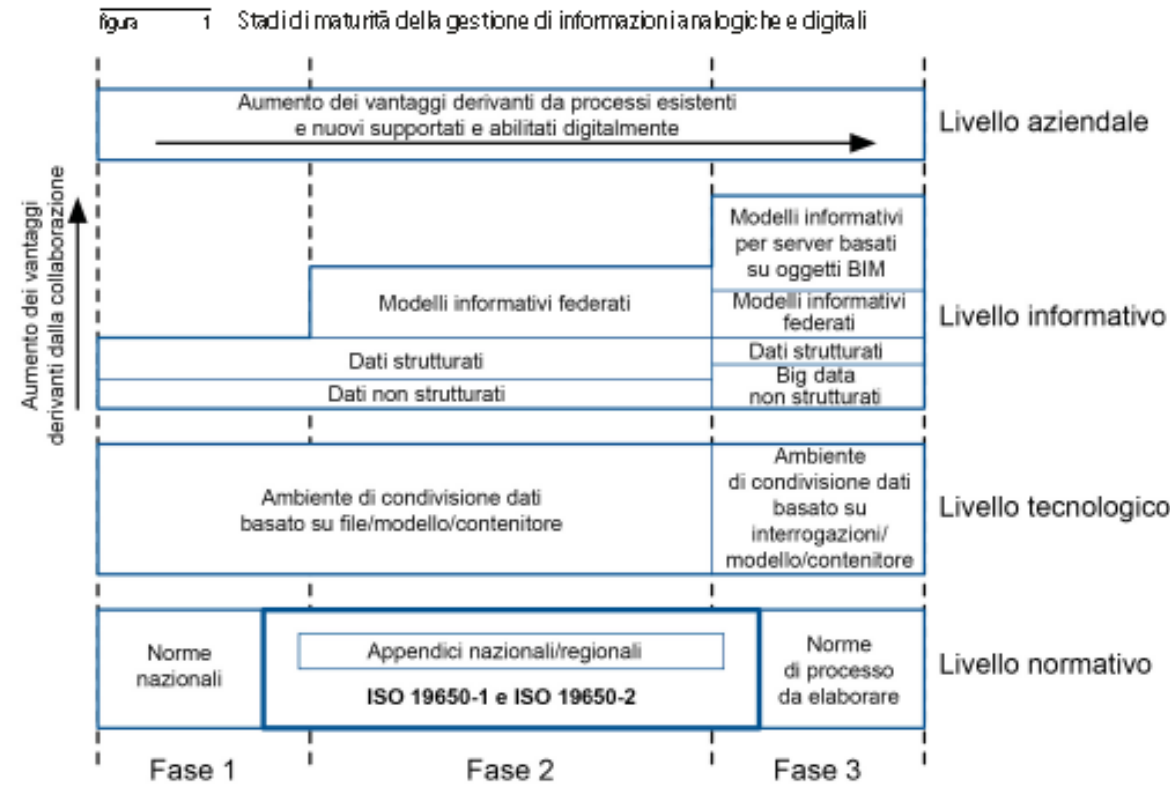 figura 1 Stadi di maturità della gestione di informazioni analogiche e digitali
Aumento dei vantaggi derivanti da processi esistenti
e nuovi supportati e abilitati digitalmente
Livello aziendale
Aumento dei vantaggi
derivanti dalla collaborazione
Modelli informativi
per server basati
su oggetti BIM
Modelli informativi federati
Modelli informativi
federati
Livello informativo
Dati strutturati
Dati strutturati
Dati non strutturati
Big data
non strutturati
Ambiente di condivisione dati
basato su file/modello/contenitore
Ambiente
di condivisione dati
basato su
interrogazioni/
modello/contenitore
Livello tecnologico
Norme
nazionali
Appendici nazionali/regionali
ISO 19650-1 e ISO 19650-2
Norme
di processo
da elaborare
Livello normativo
Fase 1
Fase 2
Fase 3